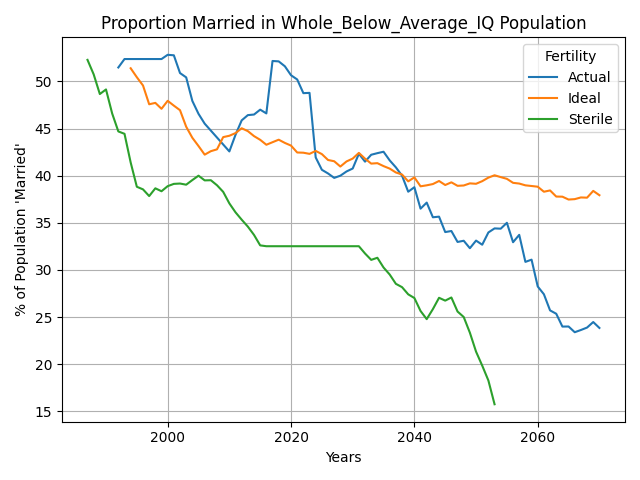 Proportion Married in Whole_Below_Average_IQ Population
Fertility
Actual
Ideal
Sterile
% of Population 'Married'
50
45
40
35
30
25
20
15
2000
2020
2040
2060
Years